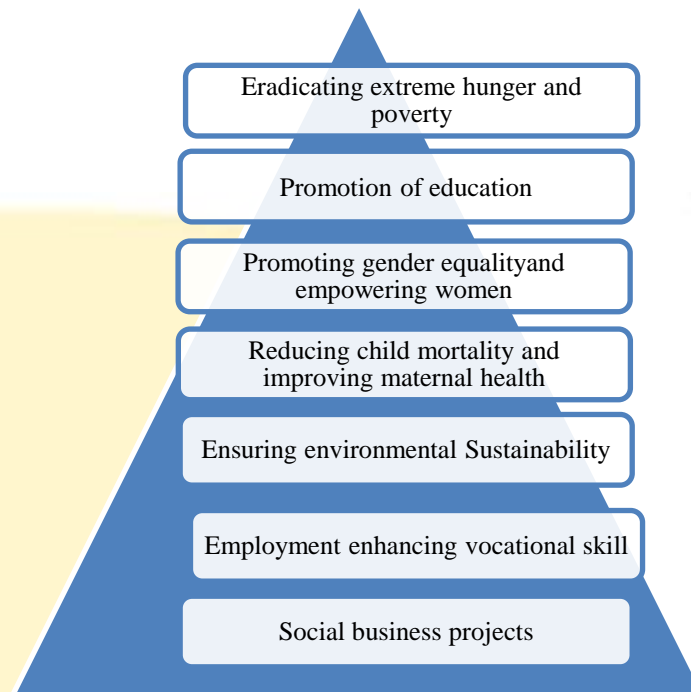 Eradicating extreme hunger and
poverty
Promotion of education
Promoting gender equalityand
empowering women
Reducing child mortality and
improving maternal health
Ensuring environmental Sustainability
Employment enhancing vocational skill
Social business projects